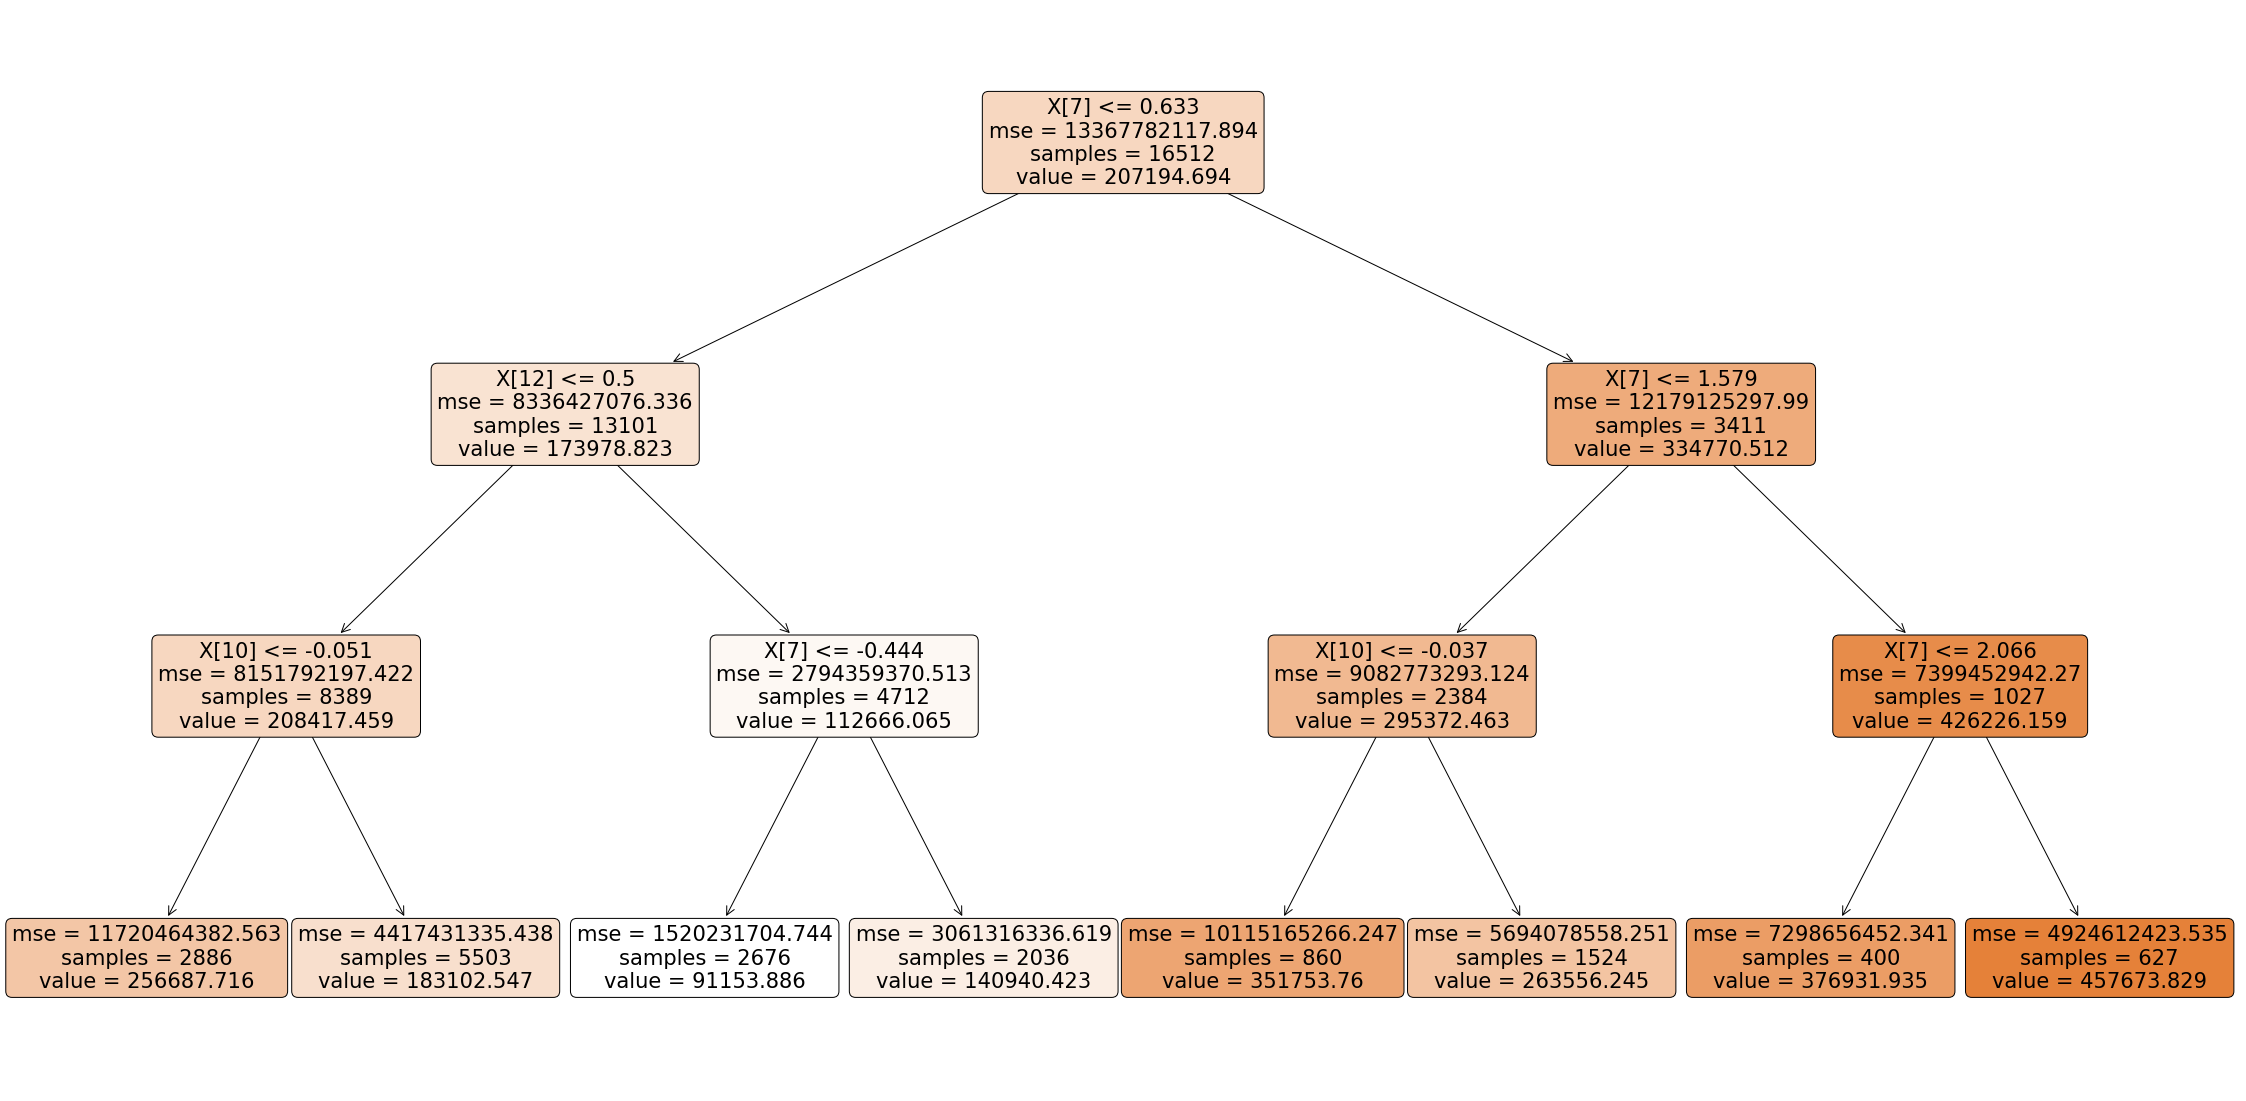 X[7] <= 0.633
mse = 13367782117.894
samples = 16512
value = 207194.694
X[12] <= 0.5
mse = 8336427076.336
samples = 13101
value = 173978.823
X[7] <= 1.579
mse = 12179125297.99
samples = 3411
value = 334770.512
X[10] <= -0.051
mse = 8151792197.422
samples = 8389
value = 208417.459
X[7] <= -0.444
mse = 2794359370.513
samples = 4712
value = 112666.065
X[10] <= -0.037
mse = 9082773293.124
samples = 2384
value = 295372.463
X[7] <= 2.066
mse = 7399452942.27
samples = 1027
value = 426226.159
mse = 11720464382.563
samples = 2886
value = 256687.716
mse = 4417431335.438
samples = 5503
value = 183102.547
mse = 1520231704.744
samples = 2676
value = 91153.886
mse = 3061316336.619
samples = 2036
value = 140940.423
mse = 10115165266.247
samples = 860
value = 351753.76
mse = 5694078558.251
samples = 1524
value = 263556.245
mse = 7298656452.341
samples = 400
value = 376931.935
mse = 4924612423.535
samples = 627
value = 457673.829